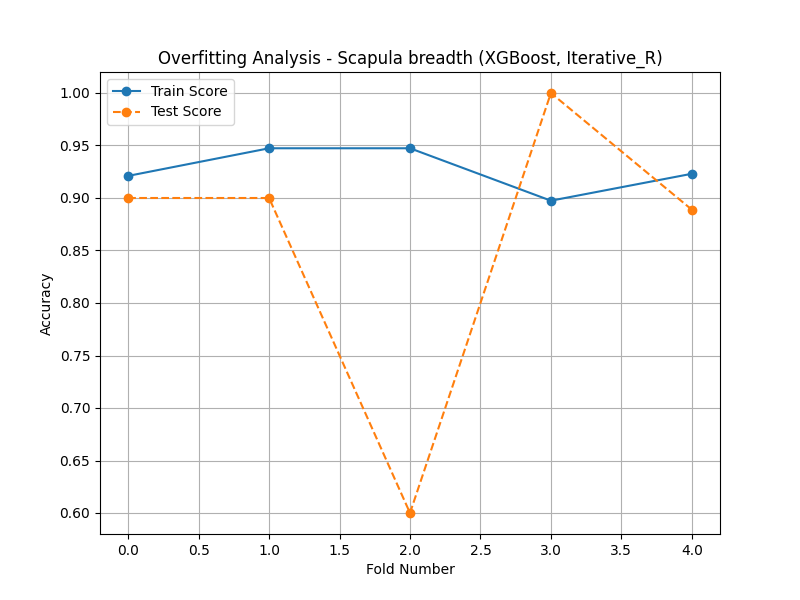 Overfitting Analysis - Scapula breadth (XGBoost, Iterative_R)
Train Score
Test Score
1.00
0.95
0.90
0.85
0.80
0.75
0.70
0.65
0.60
Accuracy
0.0 0.5 1.0 1.5 2.0 2.5 3.0 3.5 4.0
Fold Number